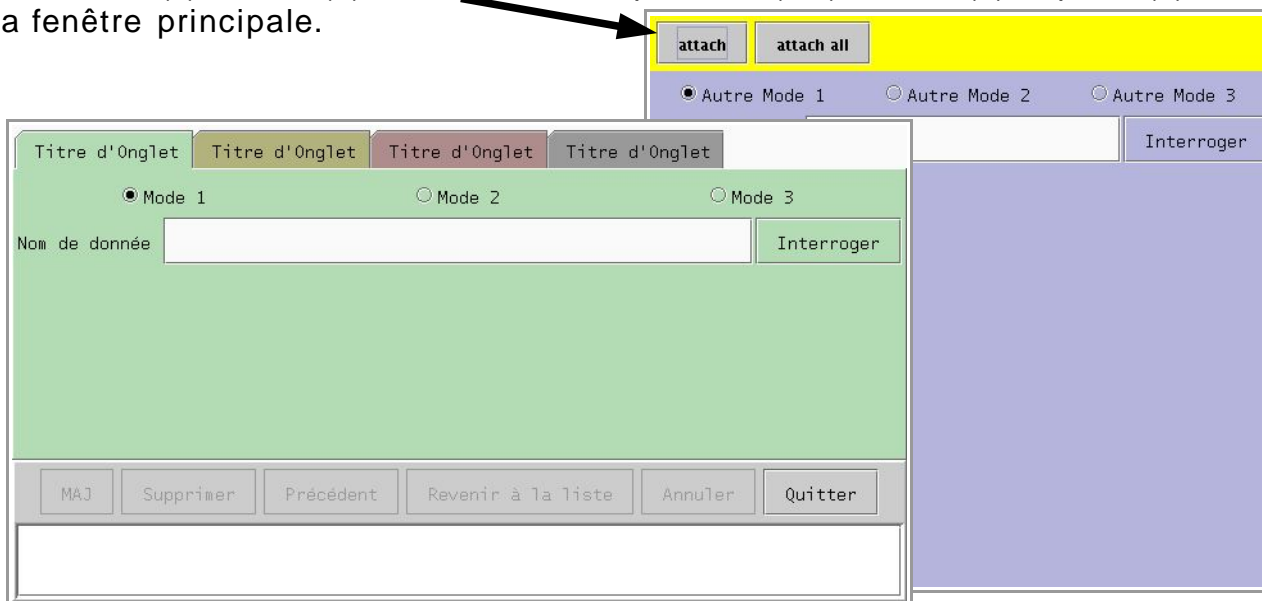 a fenêtre principale.
attach attach all
Autre Mode 1 Autre Mode 2 Autre Mode 3
Interroger
Titre d'Onglet Titre d'Onglet Titre d'Onglet Titre d'Onglet
Mode 1 Mode 2 Mode 3
Nom de donnée Interroger
MAJ Supprimer Précédent Revenir à la liste Annuler Quitter